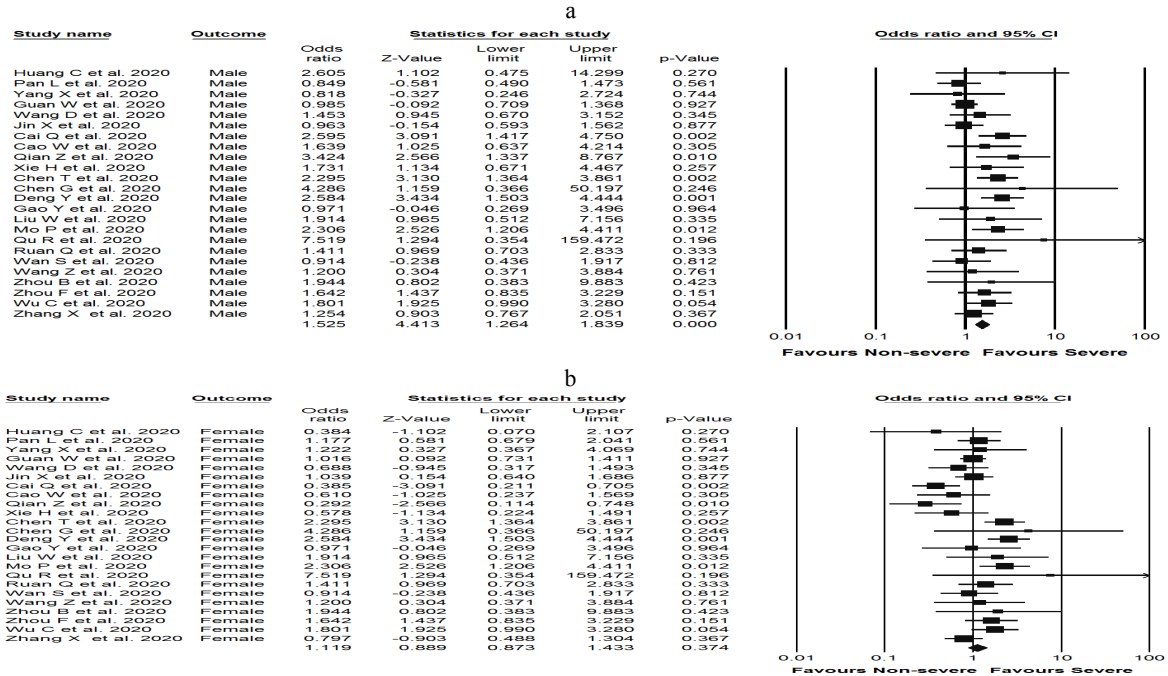 a
Study name Outcome Statistics for each study Odds ratio and 95% CI
Odds Lower Upper
ratio Z-Value limit limit p-Value
Huang C et al. 2020 Male 2.605 1.102 0.475 14.299 0.270
Pan L et al. 2020 Male 0.849 -0.581 0.490 1.473 0.561
Yang X et al. 2020 Male 0.818 -0.327 0.246 2.724 0.744
Guan W et al. 2020 Male 0.985 -0.092 0.709 1.368 0.927
Wang D et al. 2020 Male 1.453 0.945 0.670 3.152 0.345
Jin X et al. 2020 Male 0.963 -0.154 0.593 1.562 0.877
Cai Q et al. 2020 Male 2.595 3.091 1.417 4.750 0.002
Cao W et al. 2020 Male 1.639 1.025 0.637 4.214 0.305
Qian Z et al. 2020 Male 3.424 2.566 1.337 8.767 0.010
Xie H et al. 2020 Male 1.731 1.134 0.671 4.467 0.257
Chen T et al. 2020 Male 2.295 3.130 1.364 3.861 0.002
Chen G et al. 2020 Male 4.286 1.159 0.366 50.197 0.246
Deng Y et al. 2020 Male 2.584 3.434 1.503 4.444 0.001
Gao Y et al. 2020 Male 0.971 -0.046 0.269 3.496 0.964
Liu W et al. 2020 Male 1.914 0.965 0.512 7.156 0.335
Mo P et al. 2020 Male 2.306 2.526 1.206 4.411 0.012
Qu R et al. 2020 Male 7.519 1.294 0.354 159.472 0.196
Ruan Q et al. 2020 Male 1.411 0.969 0.703 2.833 0.333
Wan S et al. 2020 Male 0.914 -0.238 0.436 1.917 0.812
Wang Z et al. 2020 Male 1.200 0.304 0.371 3.884 0.761
Zhou B et al. 2020 Male 1.944 0.802 0.383 9.883 0.423
Zhou F et al. 2020 Male 1.642 1.437 0.835 3.229 0.151
Wu C et al. 2020 Male 1.801 1.925 0.990 3.280 0.054
Zhang X et al. 2020 Male 1.254 0.903 0.767 2.051 0.367
1.525 4.413 1.264 1.839 0.000
0.01 0.1 1 10 100
Favours Non-severe Favours Severe
b
Study name Outcome Statistics for each study Odds ratio and 95% CI
Odds Lower Upper
ratio Z-Value limit limit p-Value
Huang C et al. 2020 Female 0.384 -1.102 0.070 2.107 0.270
Pan L et al. 2020 Female 1.177 0.581 0.679 2.041 0.561
Yang X et al. 2020 Female 1.222 0.327 0.367 4.069 0.744
Guan W et al. 2020 Female 1.016 0.092 0.731 1.411 0.927
Wang D et al. 2020 Female 0.688 -0.945 0.317 1.493 0.345
Jin X et al. 2020 Female 1.039 0.154 0.640 1.686 0.877
Cai Q et al. 2020 Female 0.385 -3.091 0.211 0.705 0.002
Cao W et al. 2020 Female 0.610 -1.025 0.237 1.569 0.305
Qian Z et al. 2020 Female 0.292 -2.566 0.114 0.748 0.010
Xie H et al. 2020 Female 0.578 -1.134 0.224 1.491 0.257
Chen T et al. 2020 Female 2.295 3.130 1.364 3.861 0.002
Chen G et al. 2020 Female 4.286 1.159 0.366 50.197 0.246
Deng Y et al. 2020 Female 2.584 3.434 1.503 4.444 0.001
Gao Y et al. 2020 Female 0.971 -0.046 0.269 3.496 0.964
Liu W et al. 2020 Female 1.914 0.965 0.512 7.156 0.335
Mo P et al. 2020 Female 2.306 2.526 1.206 4.411 0.012
Qu R et al. 2020 Female 7.519 1.294 0.354 159.472 0.196
Ruan Q et al. 2020 Female 1.411 0.969 0.703 2.833 0.333
Wan S et al. 2020 Female 0.914 -0.238 0.436 1.917 0.812
Wang Z et al. 2020 Female 1.200 0.304 0.371 3.884 0.761
Zhou B et al. 2020 Female 1.944 0.802 0.383 9.883 0.423
Zhou F et al. 2020 Female 1.642 1.437 0.835 3.229 0.151
Wu C et al. 2020 Female 1.801 1.925 0.990 3.280 0.054
Zhang X et al. 2020 Female 0.797 -0.903 0.488 1.304 0.367
1.119 0.889 0.873 1.433 0.374
0.01 0.1 1 10 100
Favours Non-severe Favours Severe